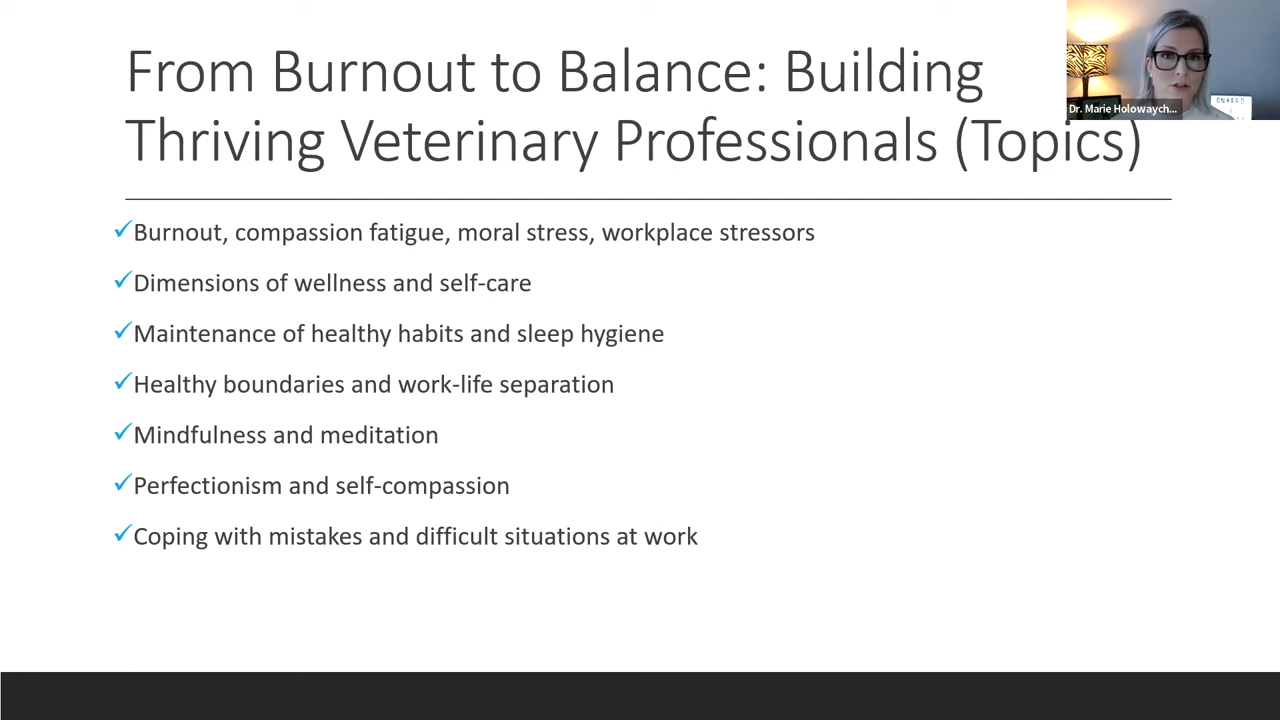 From Burnout to Balance: Building
Thriving Veterinary Professionals (Topics)
Dr. Marie Holowaych...
Burnout, compassion fatigue, moral stress, workplace stressors
Dimensions of wellness and self-care
Maintenance of healthy habits and sleep hygiene
Healthy boundaries and work-life separation
Mindfulness and meditation
Perfectionism and self-compassion
Coping with mistakes and difficult situations at work